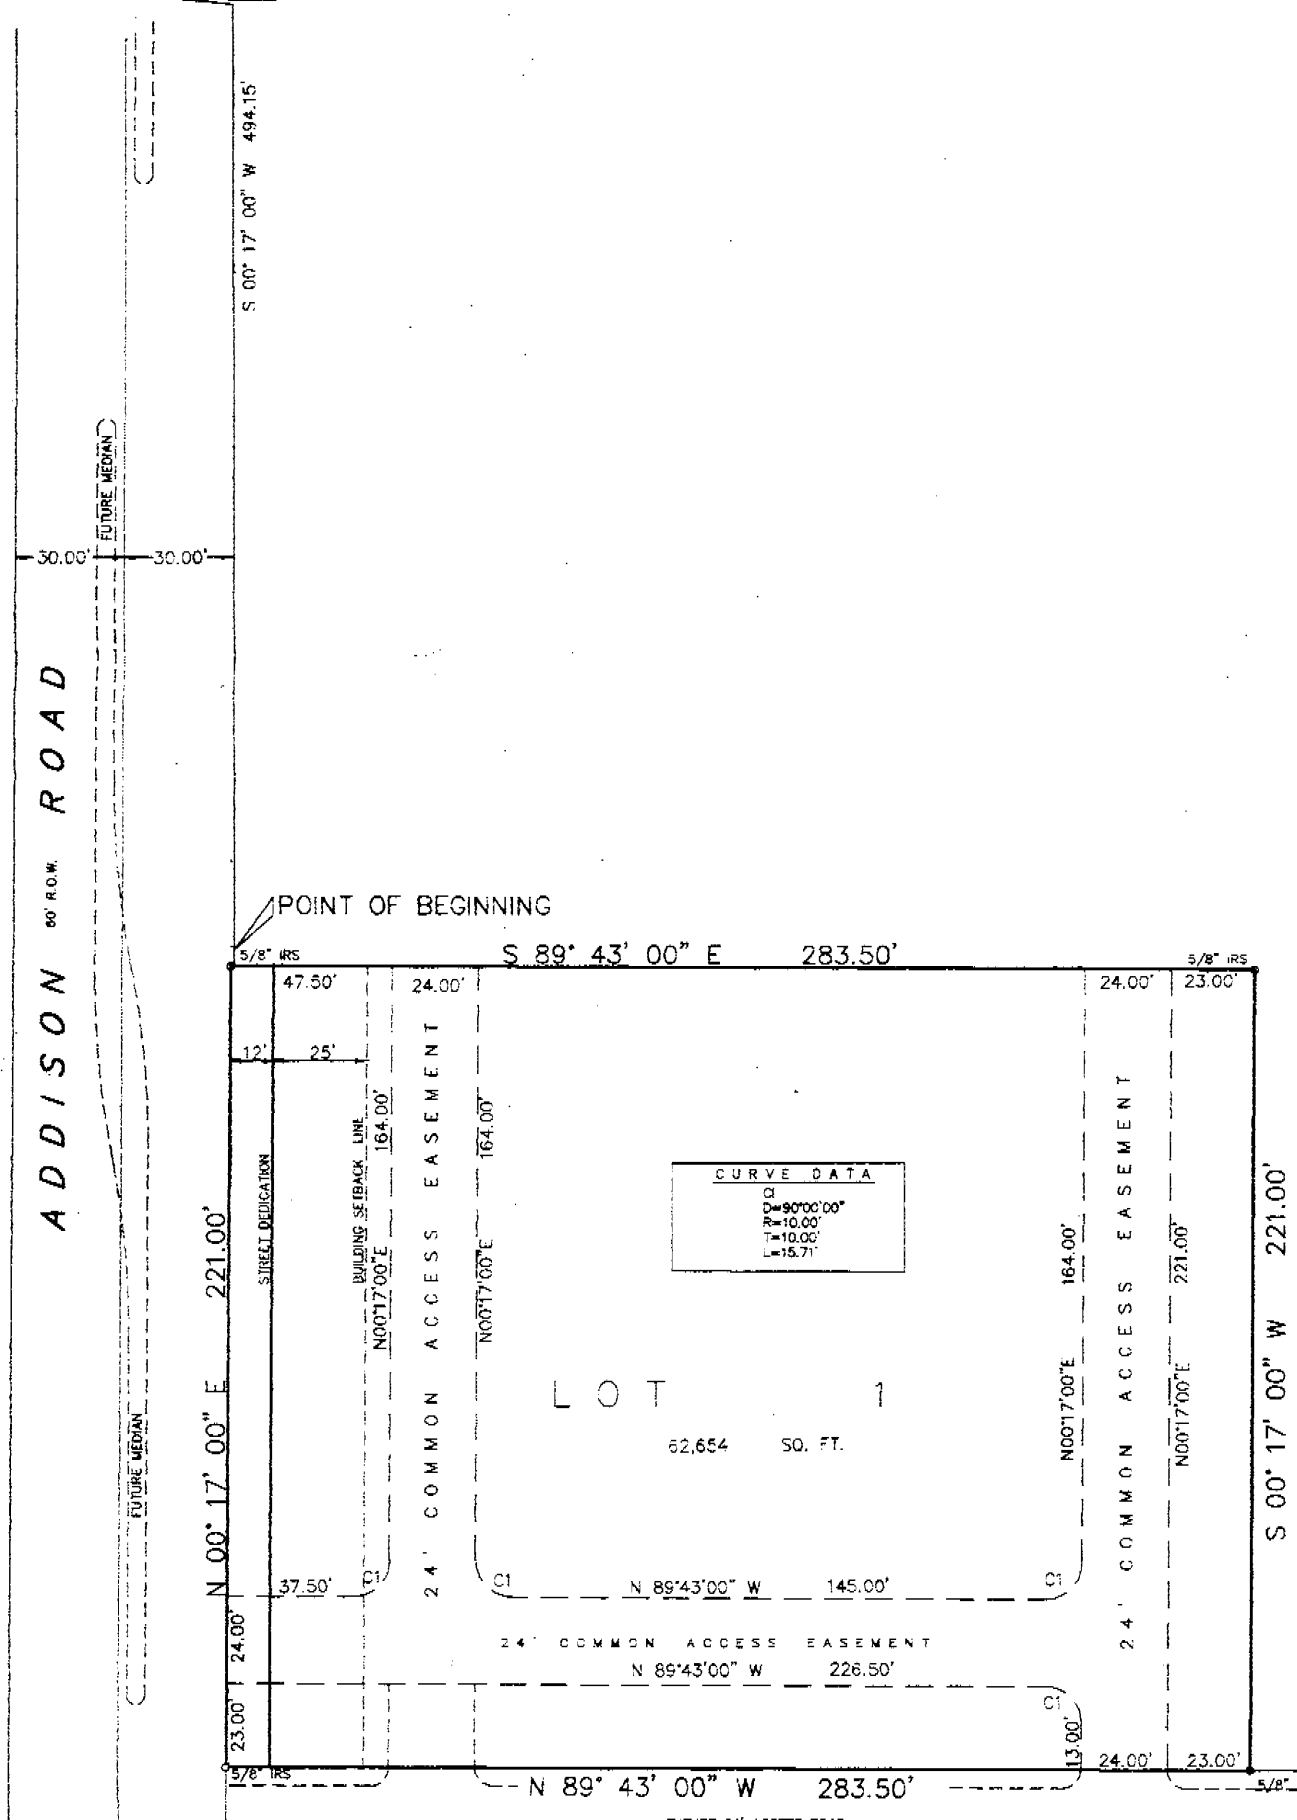 S 00° 17' 00" W 494.15'
FUTURE MEDIAN
30.00' 30.00'
ADDISON 60' R.O.W. ROAD
POINT OF BEGINNING
5/8" IRS
S 89° 43' 00" E 283.50'
5/8" IRS
47.50'
24.00'
24.00'
23.00'
12'
25'
STREET DEDICATION
BUILDING SETBACK LINE
N00°17'00"E 164.00'
24' COMMON ACCESS EASEMENT
N00°17'00"E 164.00'
CURVE DATA
C1
D=90°00'00"
R=10.00'
T=10.00'
L=15.71'
N00°17'00"E 164.00'
24' COMMON ACCESS EASEMENT
N00°17'00"E 221.00'
S 00° 17' 00" W 221.00'
N 00° 17' 00" E 221.00'
FUTURE MEDIAN
LOT 1
62,654 SQ. FT.
37.50'
C1
C1
N 89°43'00" W 145.00'
C1
24.00'
24' COMMON ACCESS EASEMENT
N 89°43'00" W 226.50'
C1
23.00'
13.00'
24.00'
23.00'
5/8" IRS
N 89° 43' 00" W 283.50'
5/8"